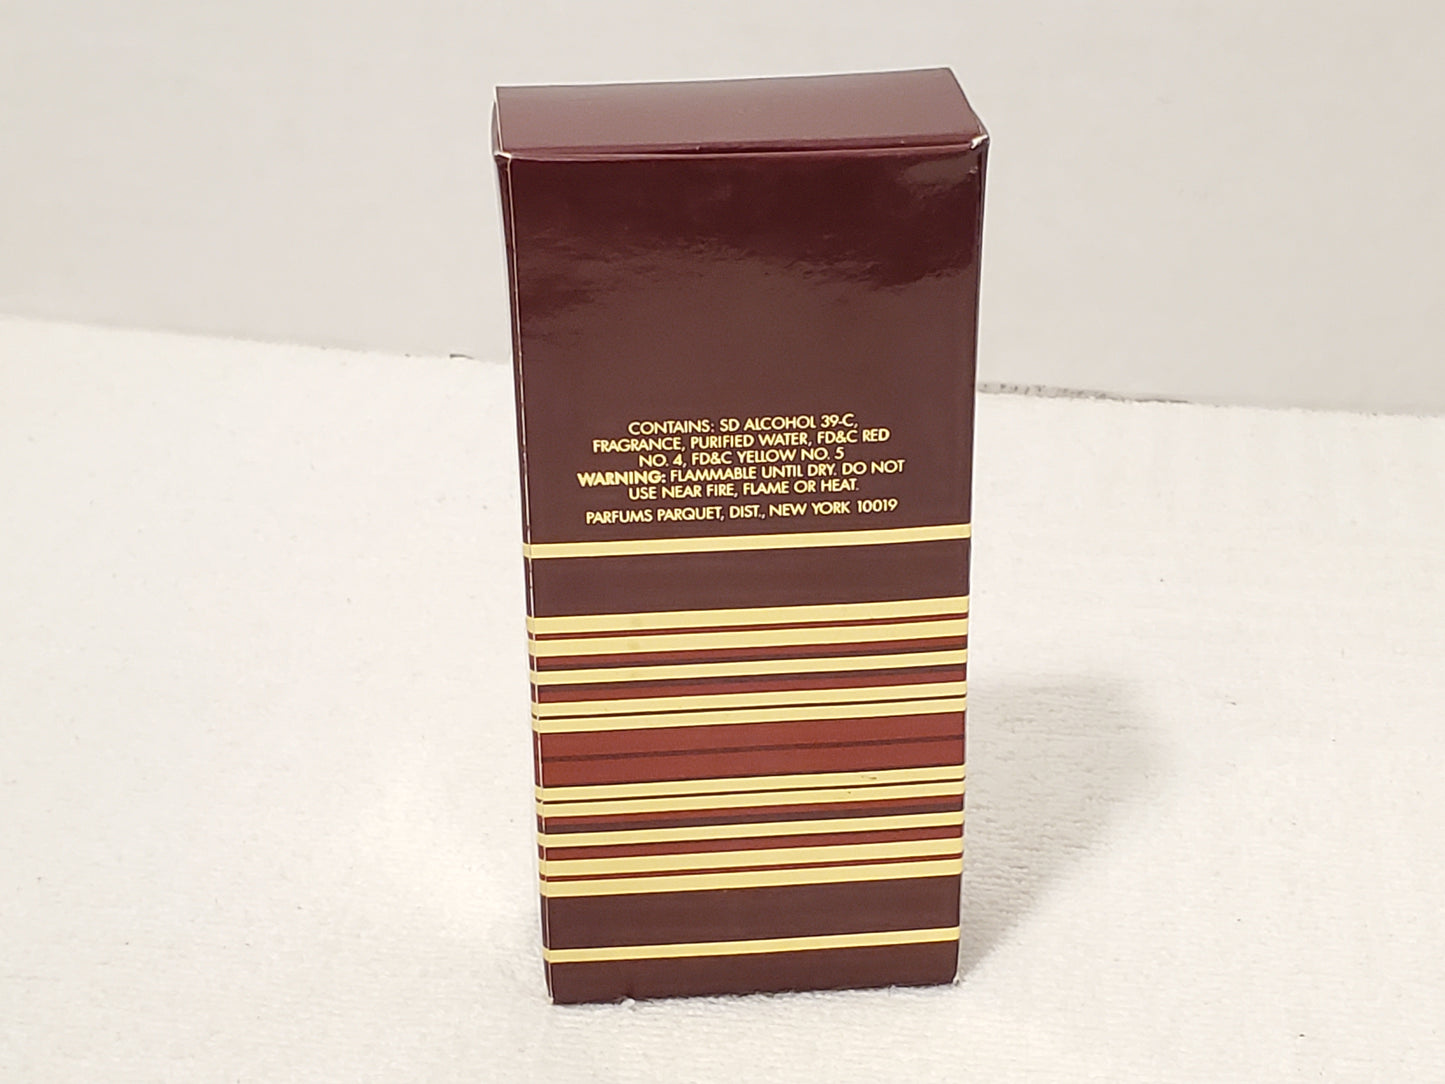 CONTAINS: SD ALCOHOL 39-C,
FRAGRANCE, PURIFIED WATER, FD&C RED
NO. 4, FD&C YELLOW NO. 5
WARNING: FLAMMABLE UNTIL DRY. DO NOT
USE NEAR FIRE, FLAME OR HEAT.
PARFUMS PARQUET, DIST., NEW YORK 10019